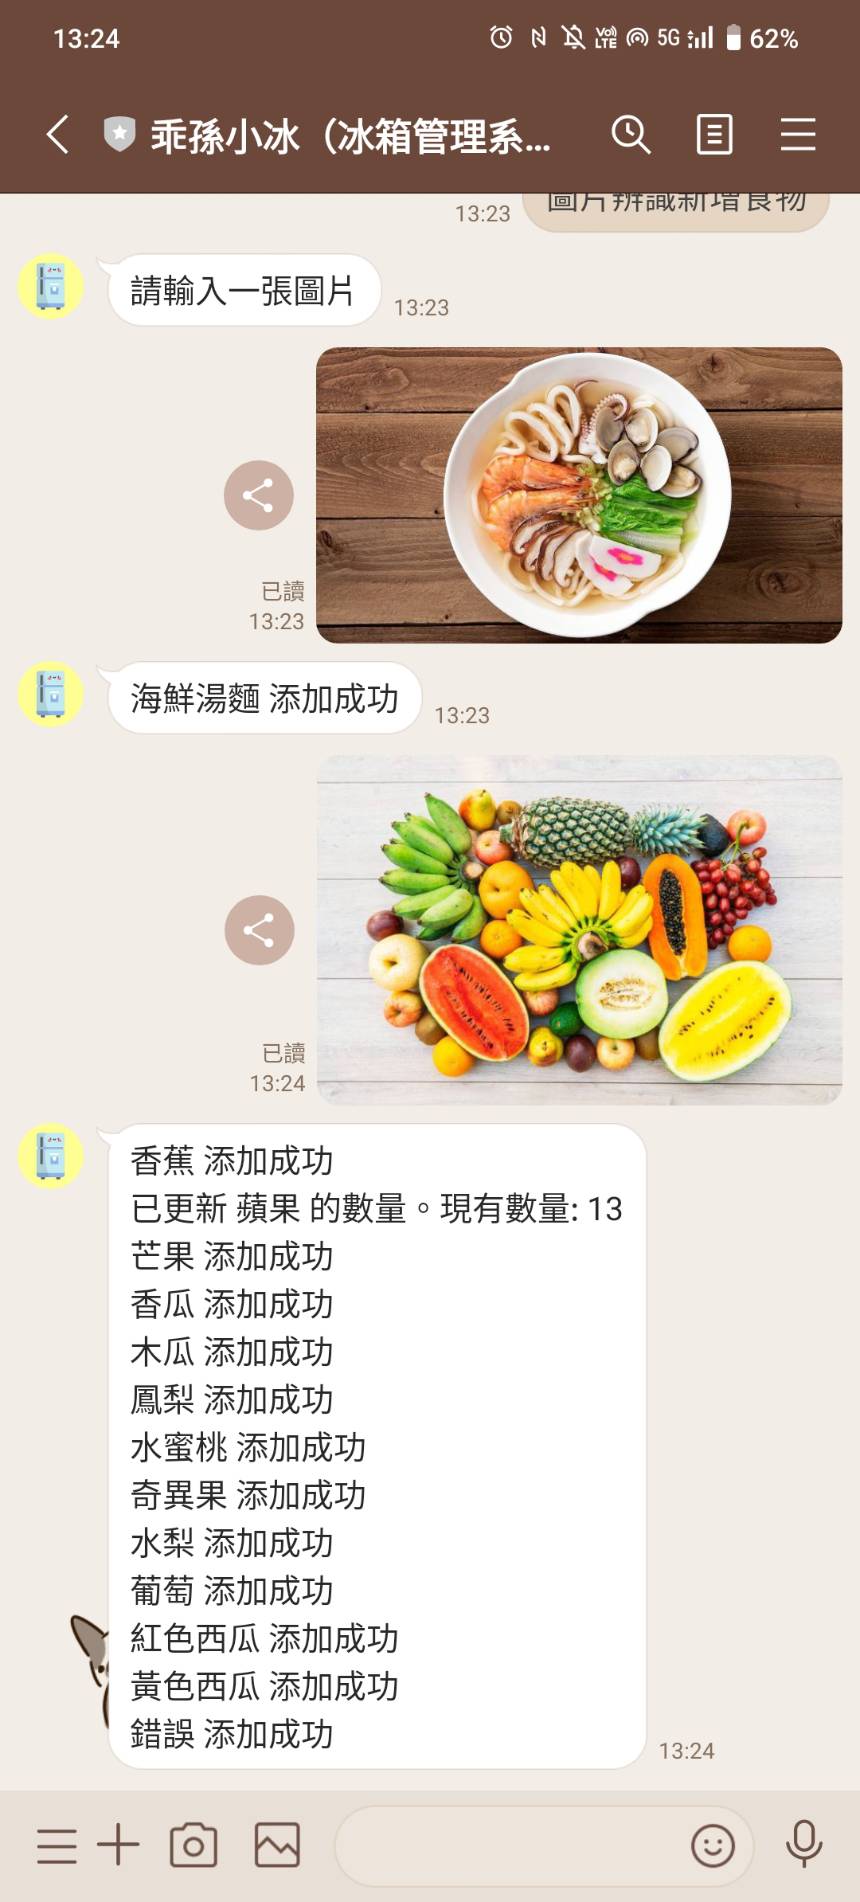 13:24
VoD LTE 5G 62%
乖孫小冰（冰箱管理系...
圖片辨識新增食物
13:23
請輸入一張圖片
13:23
已讀
13:23
海鮮湯麵 添加成功
13:23
已讀
13:24
香蕉 添加成功
已更新 蘋果 的數量。現有數量: 13
芒果 添加成功
香瓜 添加成功
木瓜 添加成功
鳳梨 添加成功
水蜜桃 添加成功
奇異果 添加成功
水梨 添加成功
葡萄 添加成功
紅色西瓜 添加成功
黃色西瓜 添加成功
錯誤 添加成功
13:24